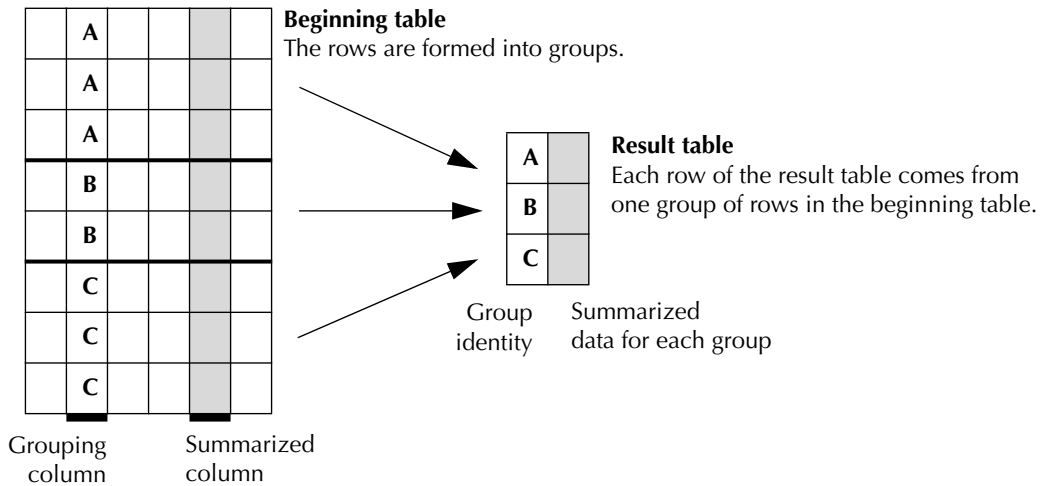 Beginning table
The rows are formed into groups.
A
A
A
B
B
C
C
C
Grouping
column
Summarized
column
A
B
C
Group
identity
Summarized
data for each group
Result table
Each row of the result table comes from
one group of rows in the beginning table.